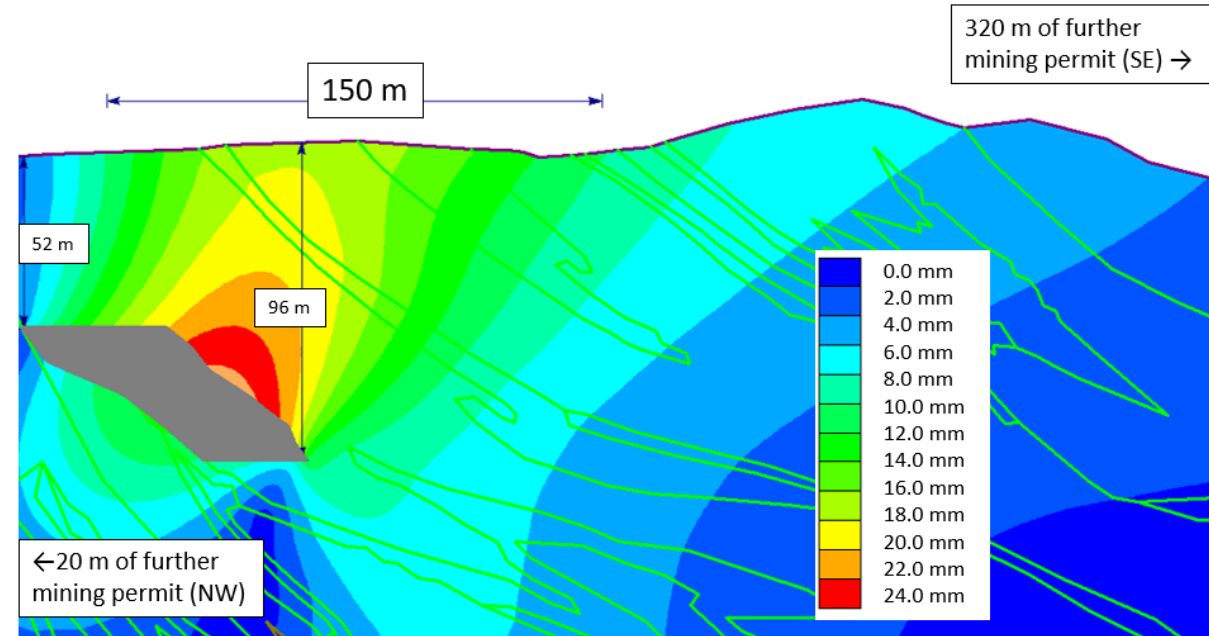 320 m of further
mining permit (SE) →
150 m
52 m
96 m
0.0 mm
2.0 mm
4.0 mm
6.0 mm
8.0 mm
10.0 mm
12.0 mm
14.0 mm
16.0 mm
18.0 mm
20.0 mm
22.0 mm
24.0 mm
←20 m of further
mining permit (NW)